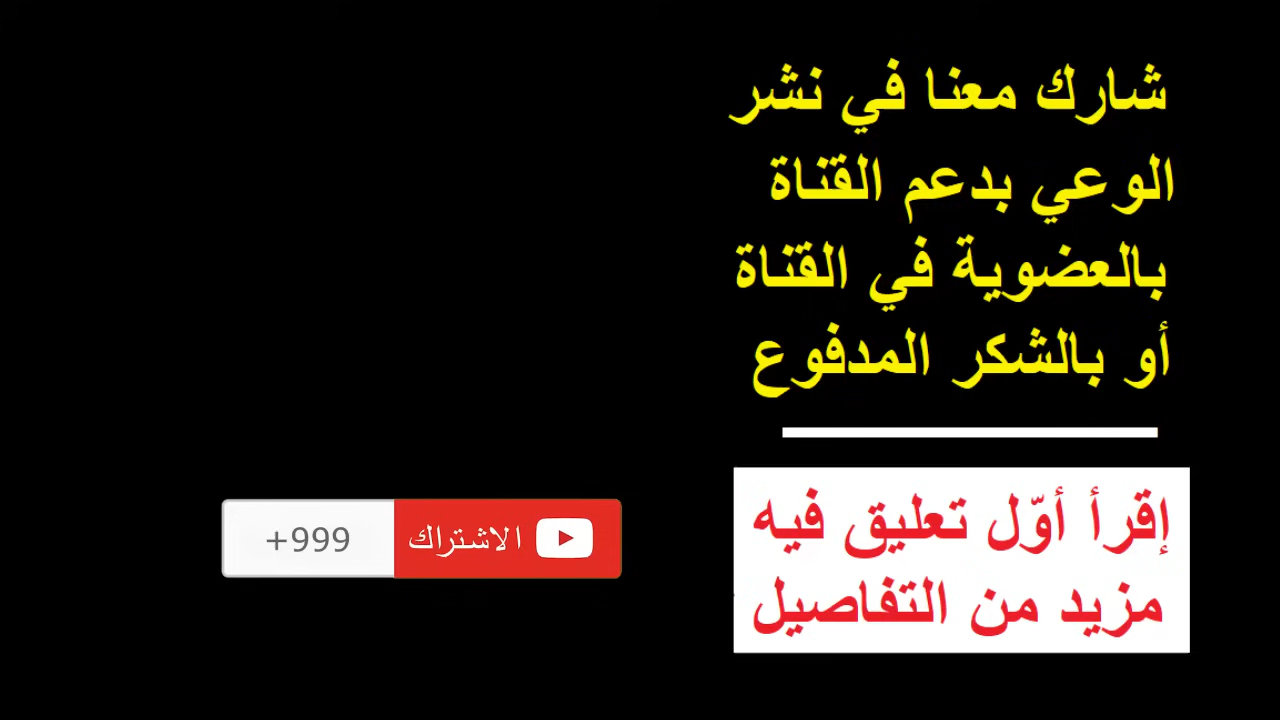 شارك معنا في نشر
الوعي بدعم القناة
بالعضوية في القناة
أو بالشكر المدفوع
إقرأ أوّل تعليق فيه
مزيد من التفاصيل
الاشتراك
+999